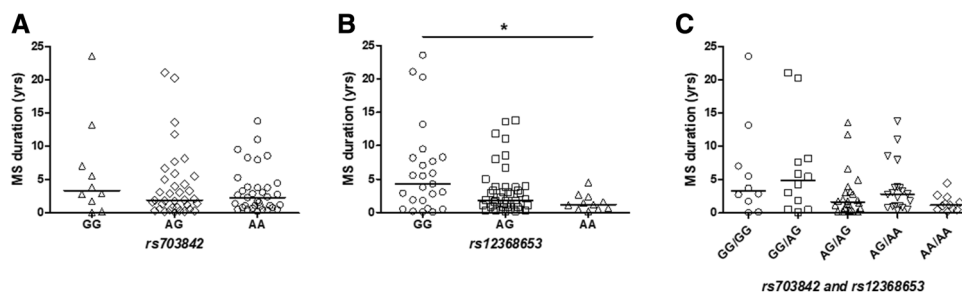 A
MS duration (yrs)
25
20
15
10
5
0
GG AG AA
rs703842
B
*
MS duration (yrs)
25
20
15
10
5
0
GG AG AA
rs12368653
C
MS duration (yrs)
25
20
15
10
5
0
GG/GG GG/AG AG/AG AG/AA AA/AA
rs703842 and rs12368653